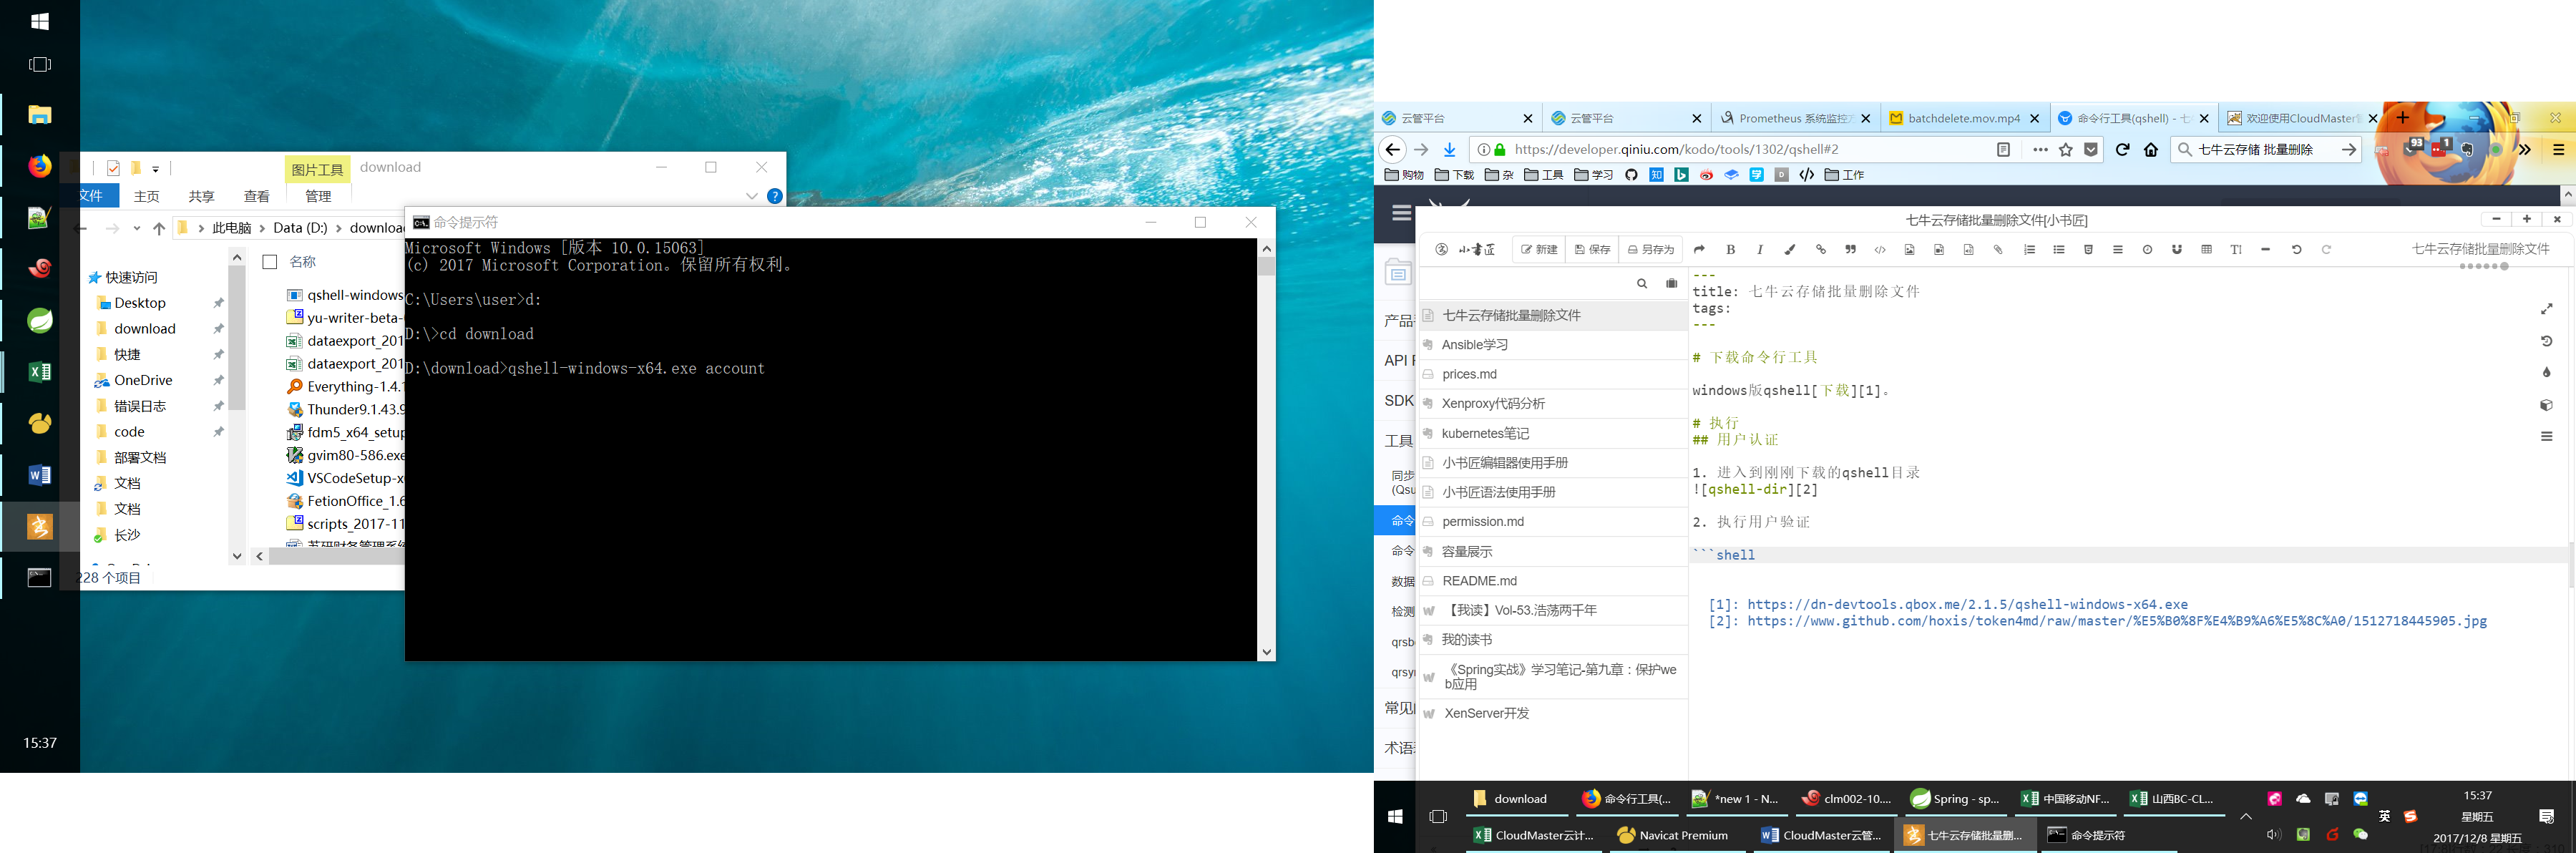 图片工具
download
文件
主页
共享
查看
管理
此电脑
Data (D:)
download
快速访问
Desktop
download
快捷
OneDrive
错误日志
code
部署文档
文档
文档
长沙
名称
qshell-windows
yu-writer-beta-
dataexport_201
dataexport_201
Everything-1.4.1
Thunder9.1.43.9
fdm5_x64_setup
gvim80-586.exe
VSCodeSetup-x
FetionOffice_1.6
scripts_2017-11
228 个项目
15:37
命令提示符
Microsoft Windows [版本 10.0.15063]
(c) 2017 Microsoft Corporation。保留所有权利。
C:\Users\user>d:
D:\>cd download
D:\download>qshell-windows-x64.exe account
云管平台
云管平台
Prometheus 系统监控
batchdelete.mov.mp4
命令行工具(qshell) - 七
欢迎使用CloudMaster
https://developer.qiniu.com/kodo/tools/1302/qshell#2
七牛云存储 批量删除
93
1
购物
下载
杂
工具
学习
工作
产品
API
SDK
工具
同步
(Qsu
命令
命令
数据
检测
qrsb
qrsyn
常见
术语
七牛云存储批量删除文件[小书匠]
小书匠
新建
保存
另存为
七牛云存储批量删除文件
七牛云存储批量删除文件
Ansible学习
prices.md
Xenproxy代码分析
kubernetes笔记
小书匠编辑器使用手册
小书匠语法使用手册
permission.md
容量展示
README.md
【我读】Vol-53.浩荡两千年
我的读书
《Spring实战》学习笔记-第九章：保护we
b应用
XenServer开发
---
title: 七牛云存储批量删除文件
tags:
---
# 下载命令行工具
windows版qshell[下载][1]。
# 执行
## 用户认证
1. 进入到刚刚下载的qshell目录
![qshell-dir][2]
2. 执行用户验证
```shell
[1]: https://dn-devtools.qbox.me/2.1.5/qshell-windows-x64.exe
[2]: https://www.github.com/hoxis/token4md/raw/master/%E5%B0%8F%E4%B9%A6%E5%8C%A0/1512718445905.jpg
download
命令行工具(...
*new 1 - N...
clm002-10....
Spring - sp...
中国移动NF...
山西BC-CL...
CloudMaster云计...
Navicat Premium
CloudMaster云管...
七牛云存储批量删...
命令提示符
英
15:37
星期五
2017/12/8 星期五